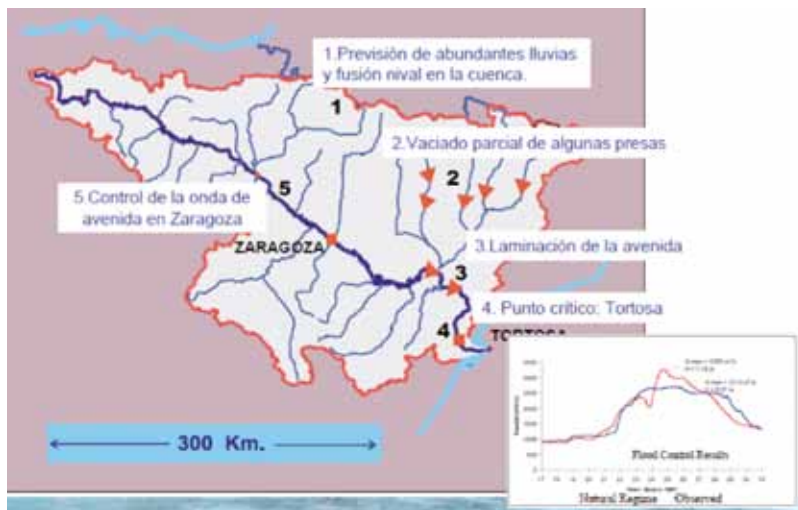 1.Previsión de abundantes lluvias
y fusión nival en la cuenca.
1
2.Vaciado parcial de algunas presas
2
5.Control de la onda de
avenida en Zaragoza
5
ZARAGOZA
3.Laminación de la avenida
3
4. Punto crítico: Tortosa
4
TORTOSA
300 Km.
Flood Control Results
Natural Regime Observed